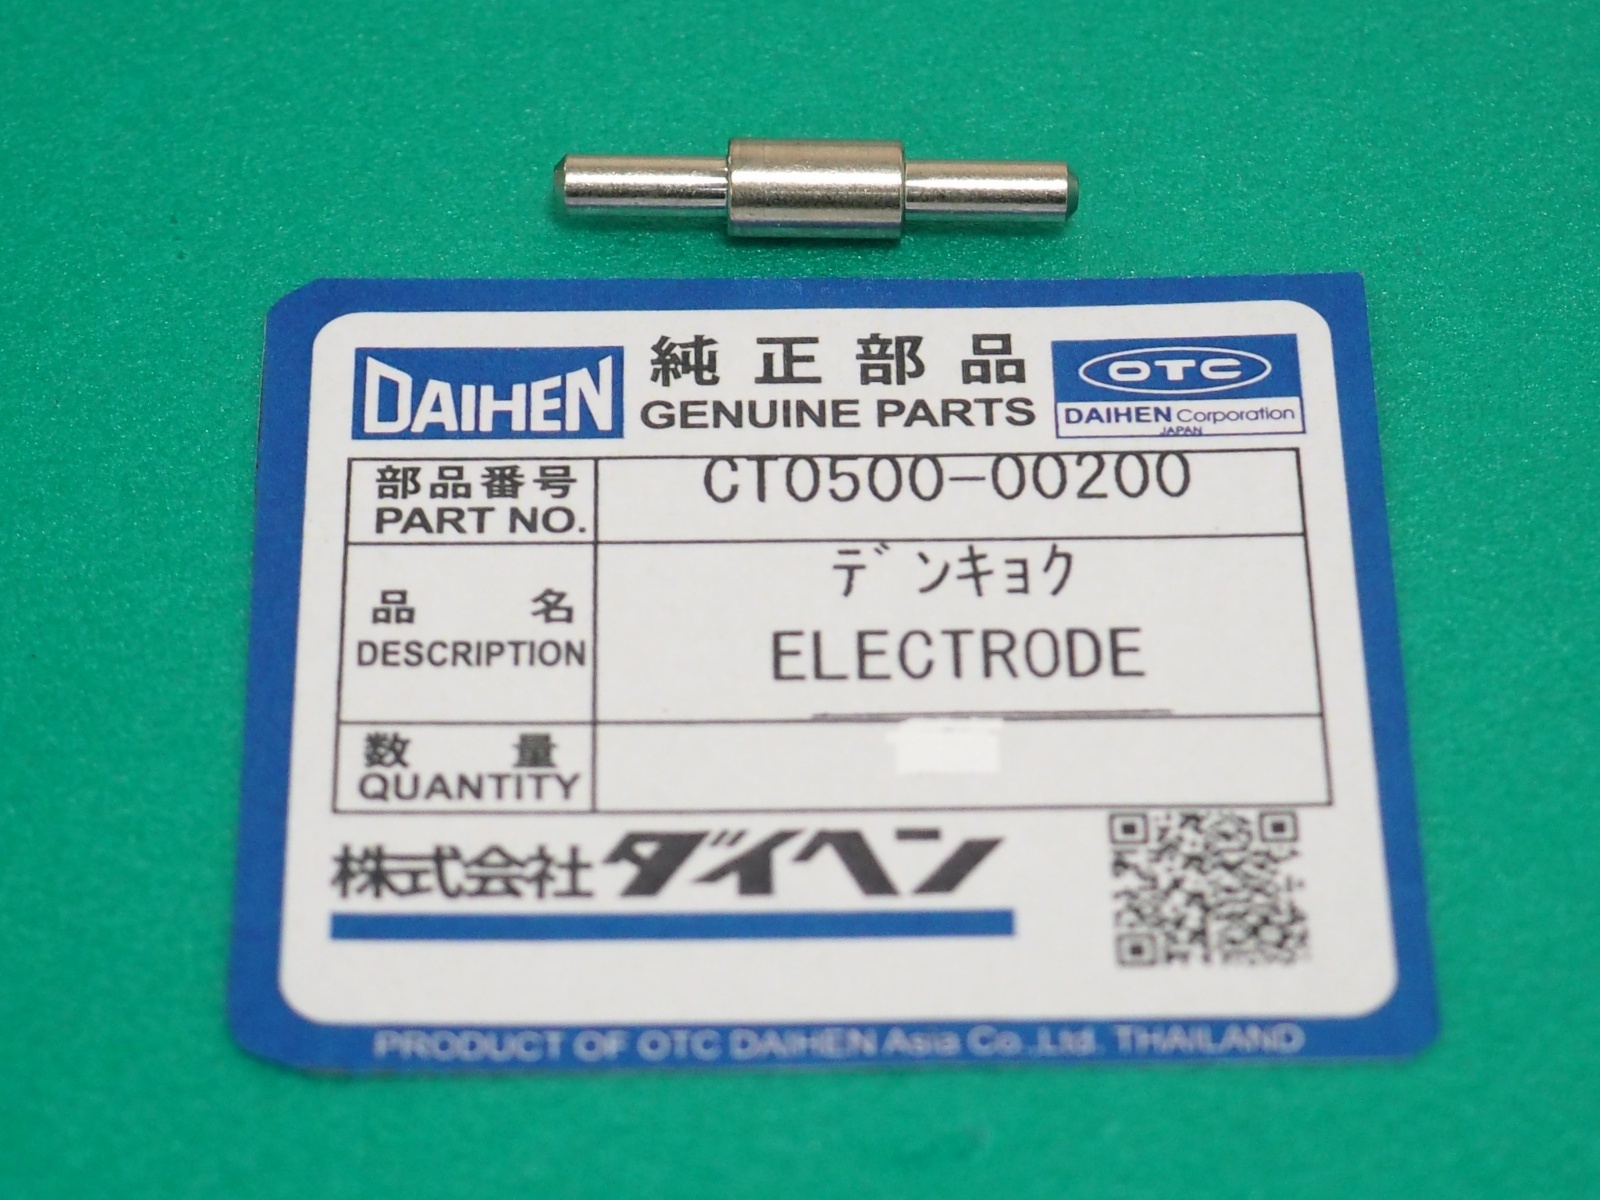 DAIHEN
純正部品
GENUINE PARTS
OTC
DAIHEN Corporation
JAPAN
部品番号
PART NO.
CT0500-00200
品名
DESCRIPTION
デンキョク
ELECTRODE
数量
QUANTITY
株式会社ダイヘン
PRODUCT OF OTC DAIHEN Asia Co.,Ltd. THAILAND